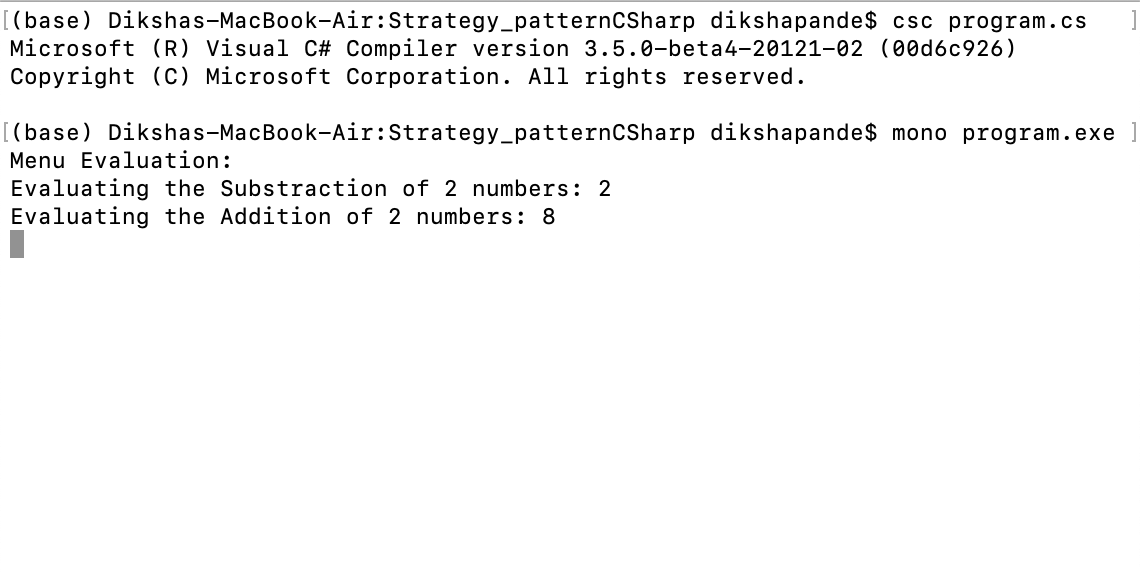 [(base) Dikshas-MacBook-Air:Strategy_patternCSharp dikshapande$ csc program.cs ]
Microsoft (R) Visual C# Compiler version 3.5.0-beta4-20121-02 (00d6c926)
Copyright (C) Microsoft Corporation. All rights reserved.
[(base) Dikshas-MacBook-Air:Strategy_patternCSharp dikshapande$ mono program.exe ]
Menu Evaluation:
Evaluating the Substraction of 2 numbers: 2
Evaluating the Addition of 2 numbers: 8